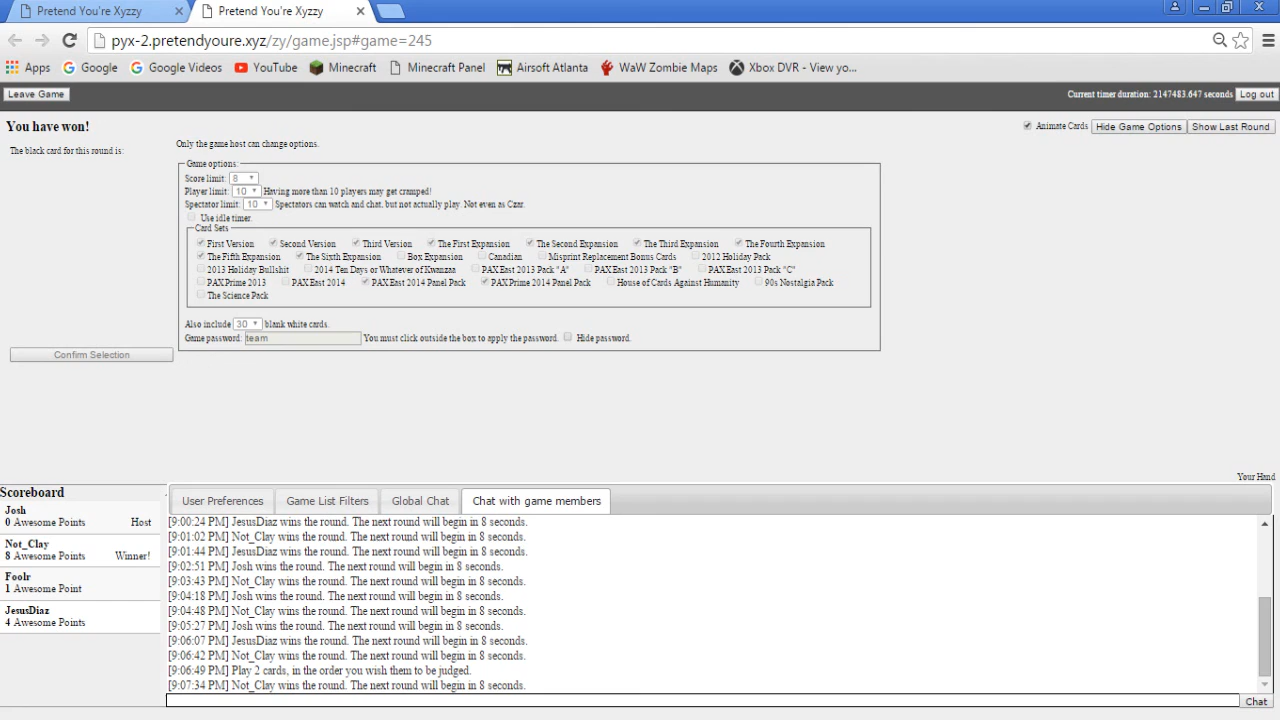 Pretend You're Xyzzy
Pretend You're Xyzzy
pyx-2.pretendyoure.xyz/zy/game.jsp#game=245
Apps Google Google Videos YouTube Minecraft Minecraft Panel Airsoft Atlanta WaW Zombie Maps Xbox DVR - View yo...
Leave Game
Current timer duration: 2147483.647 seconds Log out
You have won!
Animate Cards Hide Game Options Show Last Round
The black card for this round is:
Only the game host can change options.
Game options:
Score limit: 8
Player limit: 10 Having more than 10 players may get cramped!
Spectator limit: 10 Spectators can watch and chat, but not actually play. Not even as Czar.
Use idle timer.
Card Sets
First Version Second Version Third Version The First Expansion The Second Expansion The Third Expansion The Fourth Expansion
The Fifth Expansion The Sixth Expansion Box Expansion Canadian Misprint Replacement Bonus Cards 2012 Holiday Pack
2013 Holiday Bullshit 2014 Ten Days or Whatever of Kwanzaa PAX East 2013 Pack "A" PAX East 2013 Pack "B" PAX East 2013 Pack "C"
PAX Prime 2013 PAX East 2014 PAX East 2014 Panel Pack PAX Prime 2014 Panel Pack House of Cards Against Humanity 90s Nostalgia Pack
The Science Pack
Also include 30 blank white cards.
Game password: team You must click outside the box to apply the password. Hide password.
Confirm Selection
Your Hand
Scoreboard
Josh
0 Awesome Points Host
Not_Clay
8 Awesome Points Winner!
Foolr
1 Awesome Point
JesusDiaz
4 Awesome Points
User Preferences Game List Filters Global Chat Chat with game members
[9:00:24 PM] JesusDiaz wins the round. The next round will begin in 8 seconds.
[9:01:02 PM] Not_Clay wins the round. The next round will begin in 8 seconds.
[9:01:44 PM] JesusDiaz wins the round. The next round will begin in 8 seconds.
[9:02:51 PM] Josh wins the round. The next round will begin in 8 seconds.
[9:03:43 PM] Not_Clay wins the round. The next round will begin in 8 seconds.
[9:04:18 PM] Josh wins the round. The next round will begin in 8 seconds.
[9:04:48 PM] Not_Clay wins the round. The next round will begin in 8 seconds.
[9:05:27 PM] Josh wins the round. The next round will begin in 8 seconds.
[9:06:07 PM] JesusDiaz wins the round. The next round will begin in 8 seconds.
[9:06:42 PM] Not_Clay wins the round. The next round will begin in 8 seconds.
[9:06:49 PM] Play 2 cards, in the order you wish them to be judged.
[9:07:34 PM] Not_Clay wins the round. The next round will begin in 8 seconds.
Chat